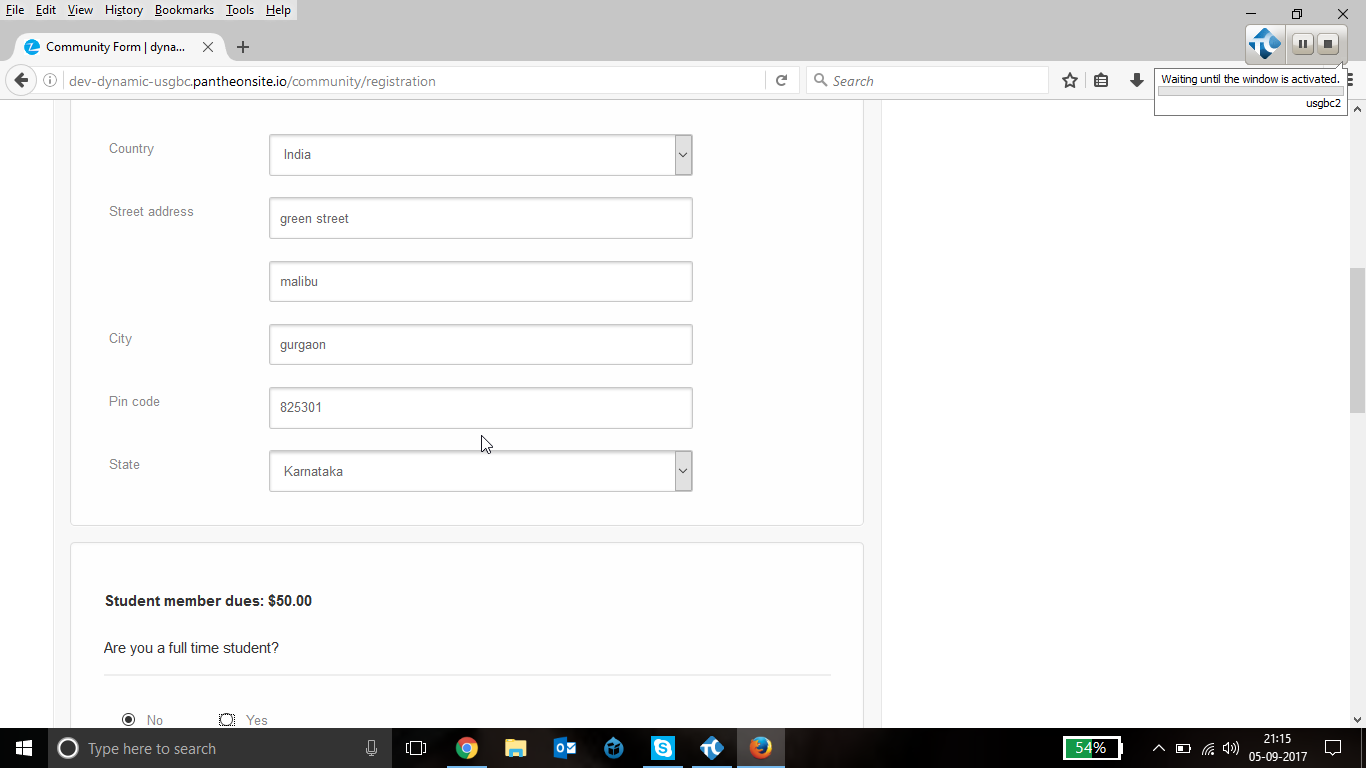 File Edit View History Bookmarks Tools Help
Community Form | dyna...
dev-dynamic-usgbc.pantheonsite.io/community/registration
Search
Waiting until the window is activated.
usgbc2
Country
India
Street address
green street
malibu
City
gurgaon
Pin code
825301
State
Karnataka
Student member dues: $50.00
Are you a full time student?
No Yes
Type here to search
54%
21:15
05-09-2017